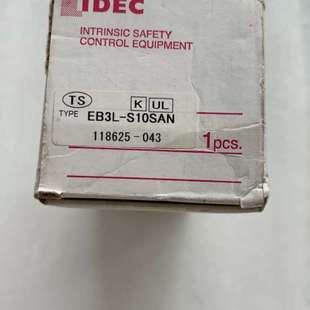 IDEC
INTRINSIC SAFETY
CONTROL EQUIPMENT
TS K UL
TYPE EB3L-S10SAN
118625-043
1pcs.